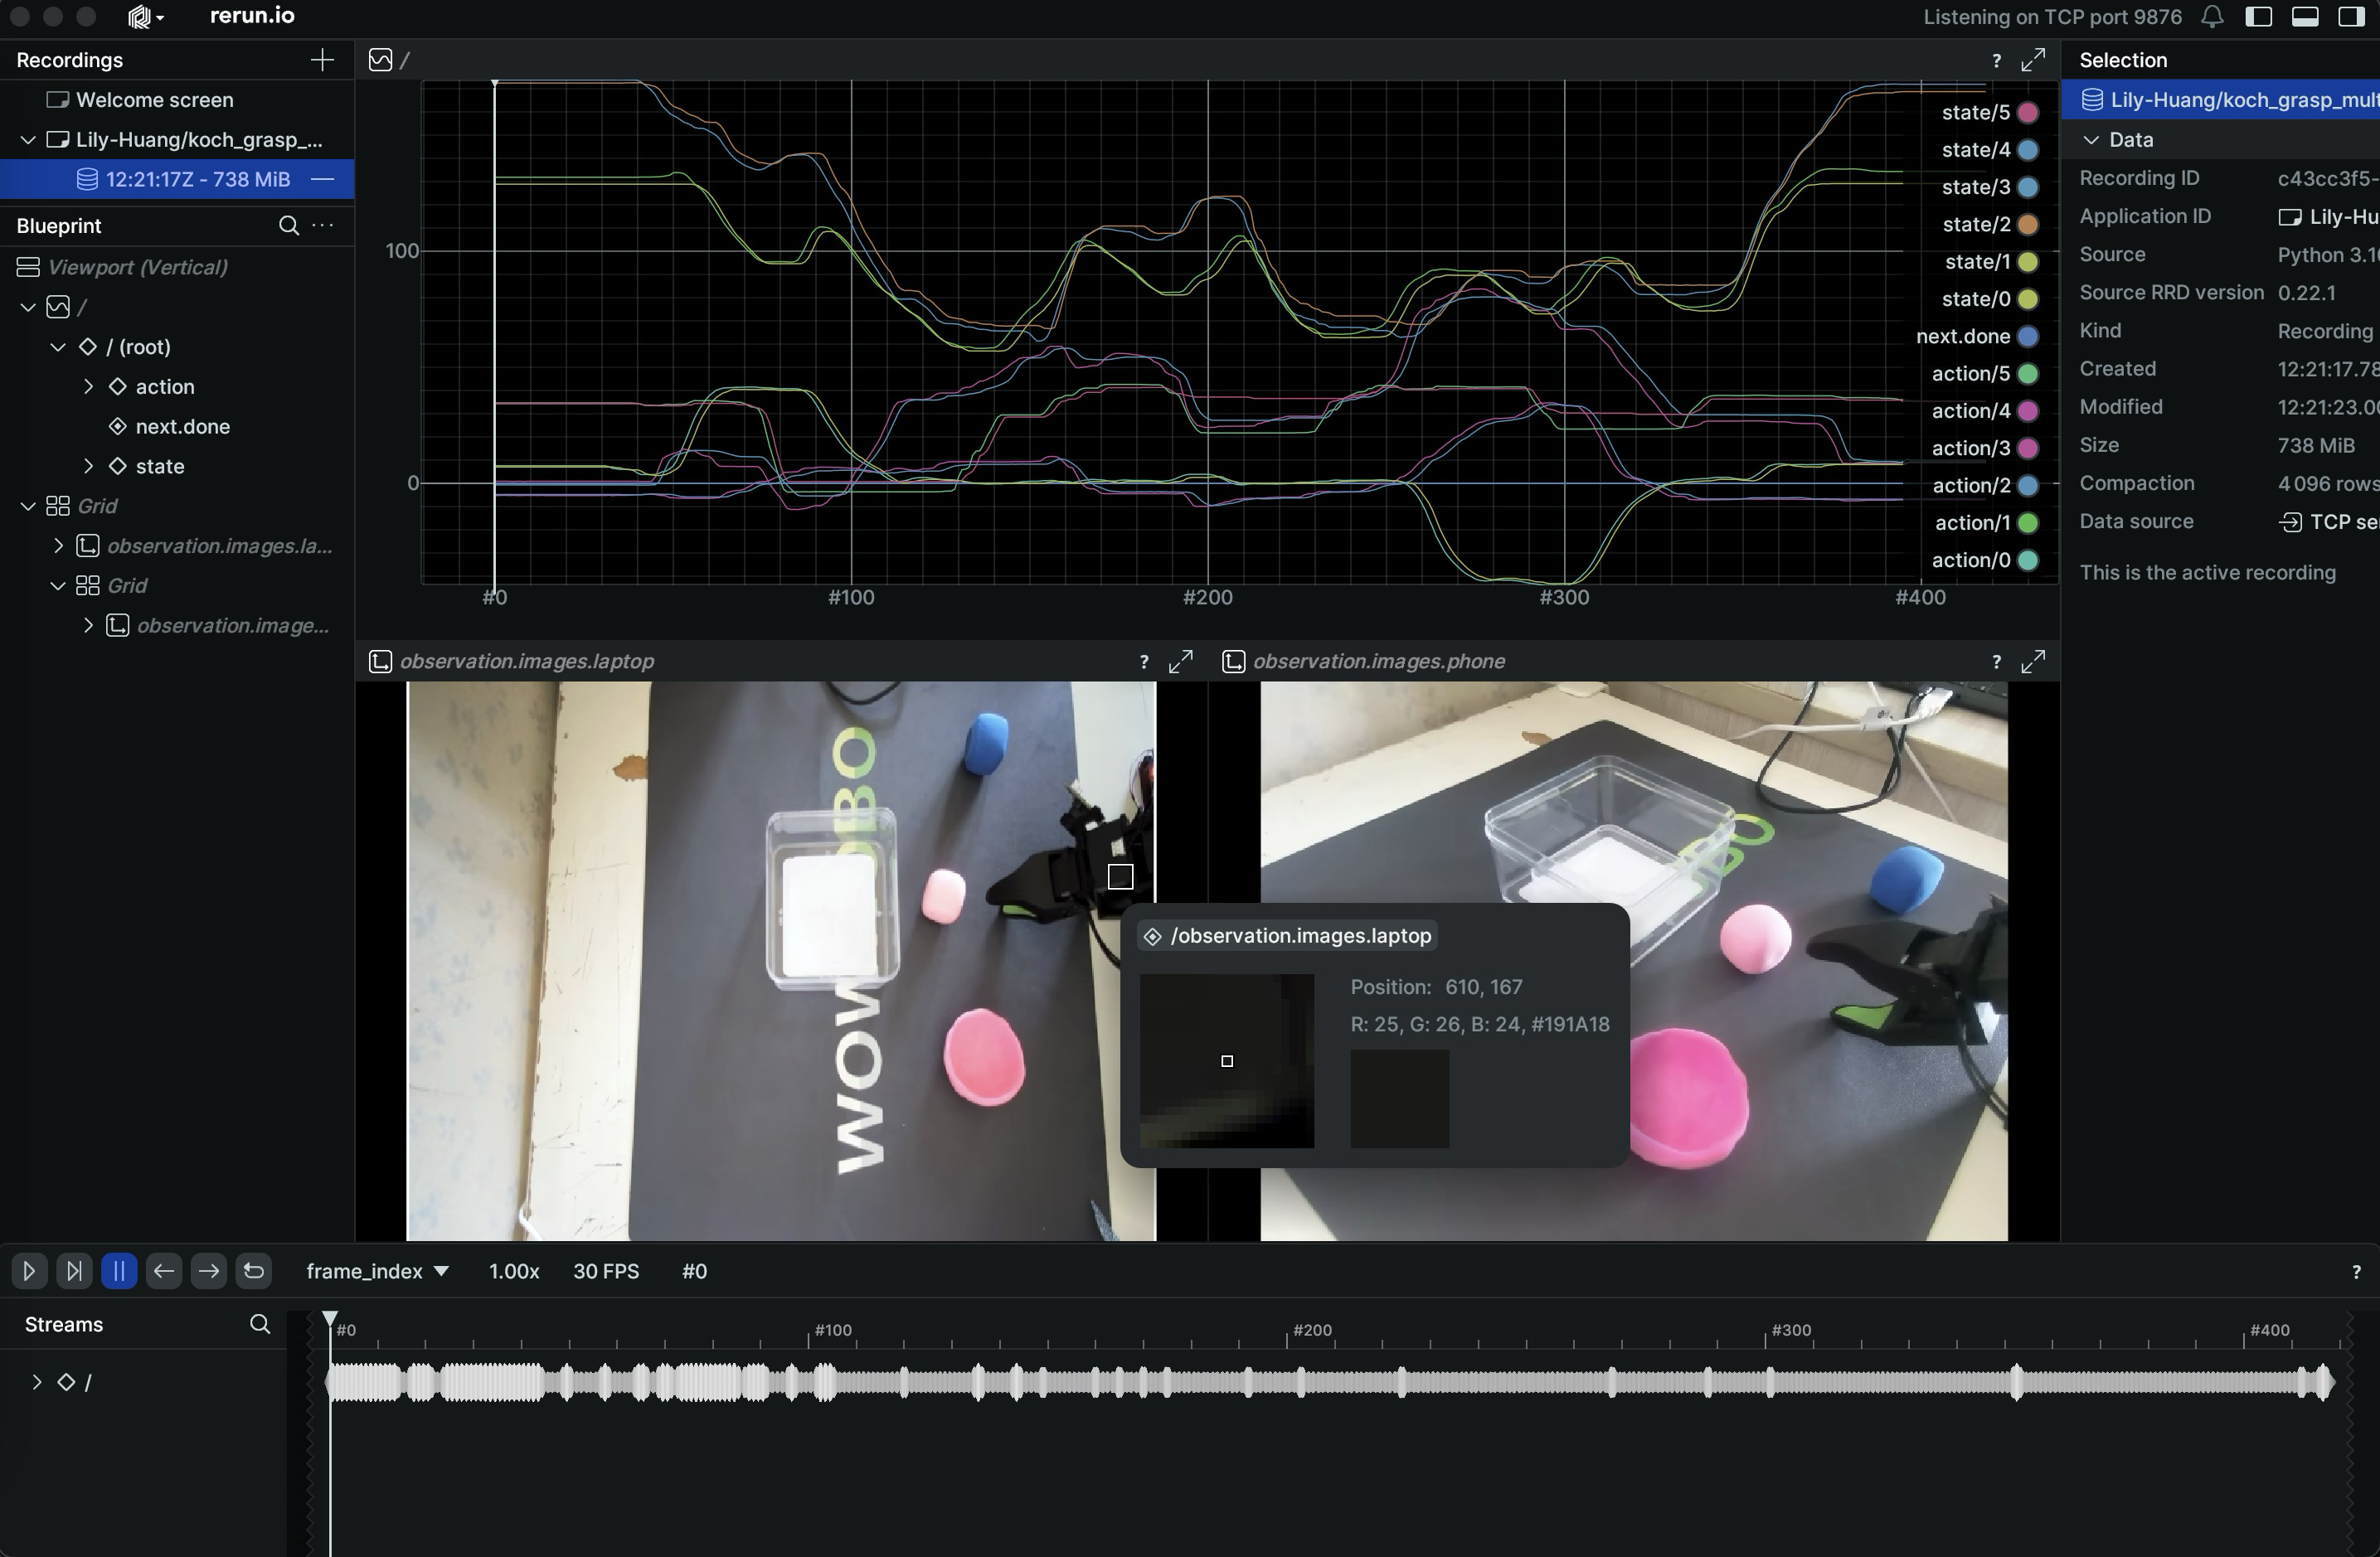 rerun.io
Listening on TCP port 9876
Recordings
Welcome screen
Lily-Huang/koch_grasp_...
12:21:17Z - 738 MiB
Blueprint
Viewport (Vertical)
/
/ (root)
action
next.done
state
Grid
observation.images.la...
Grid
observation.image...
/
?
100
0
#0
#100
#200
#300
#400
state/5
state/4
state/3
state/2
state/1
state/0
next.done
action/5
action/4
action/3
action/2
action/1
action/0
observation.images.laptop
?
WOW
OBO
observation.images.phone
?
BO
/observation.images.laptop
Position: 610, 167
R: 25, G: 26, B: 24, #191A18
Selection
Lily-Huang/koch_grasp_mult
Data
Recording ID c43cc3f5-
Application ID Lily-Hu
Source Python 3.10
Source RRD version 0.22.1
Kind Recording
Created 12:21:17.78
Modified 12:21:23.00
Size 738 MiB
Compaction 4 096 rows
Data source TCP se
This is the active recording
frame_index 1.00x 30 FPS #0
?
Streams
#0
#100
#200
#300
#400
/